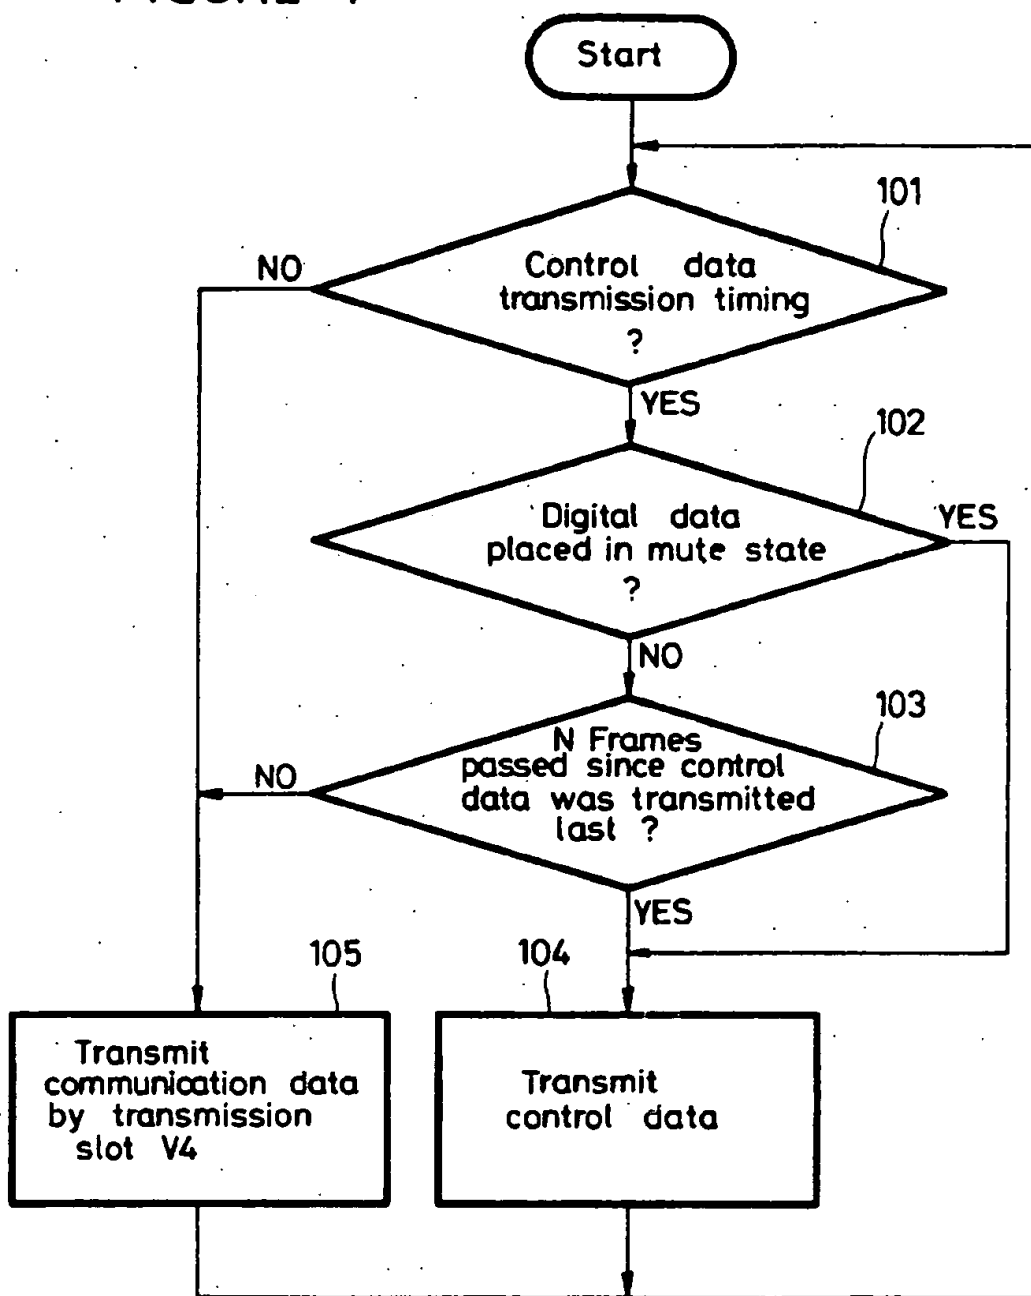 Start
101
NO
Control data
transmission timing
?
YES
102
Digital data
placed in mute state
?
YES
NO
103
N Frames
passed since control
data was transmitted
last ?
NO
YES
105
104
Transmit
communication data
by transmission
slot V4
Transmit
control data